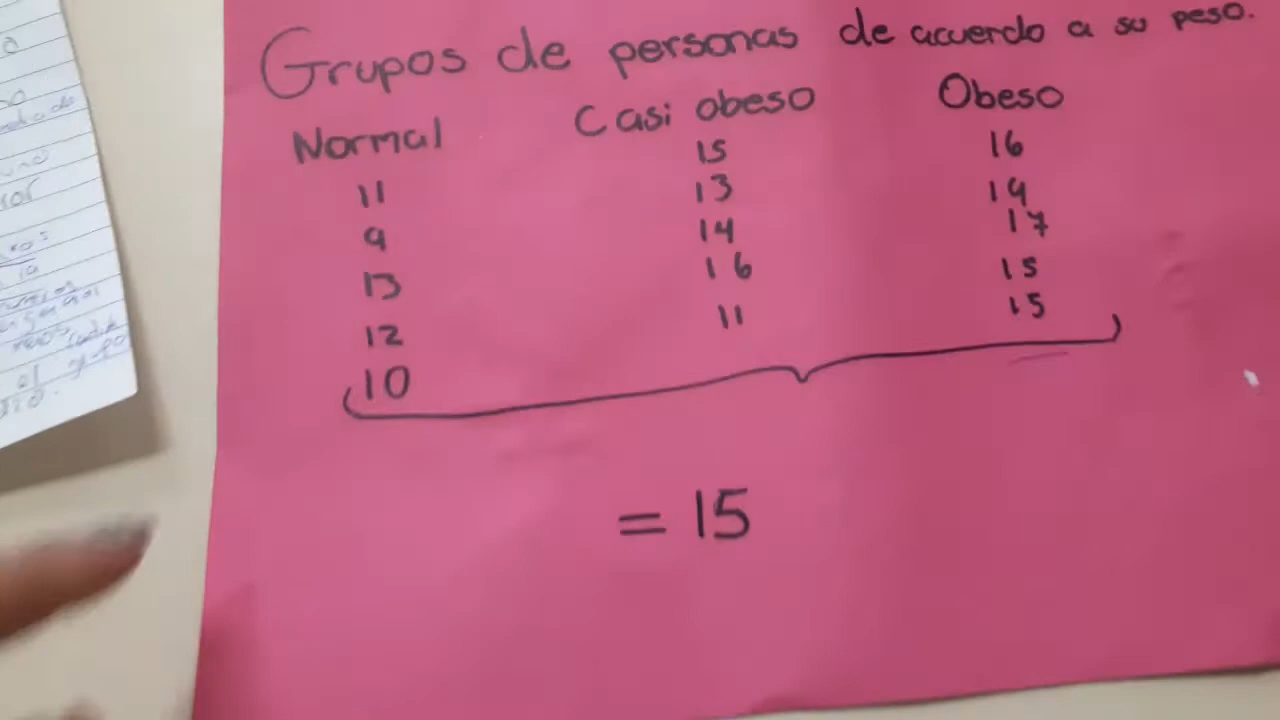 Grupos de personas de acuerdo a su peso.
Normal Casi obeso Obeso
11 15 16
9 13 19
13 14 17
12 16 15
10 11 15
= 15